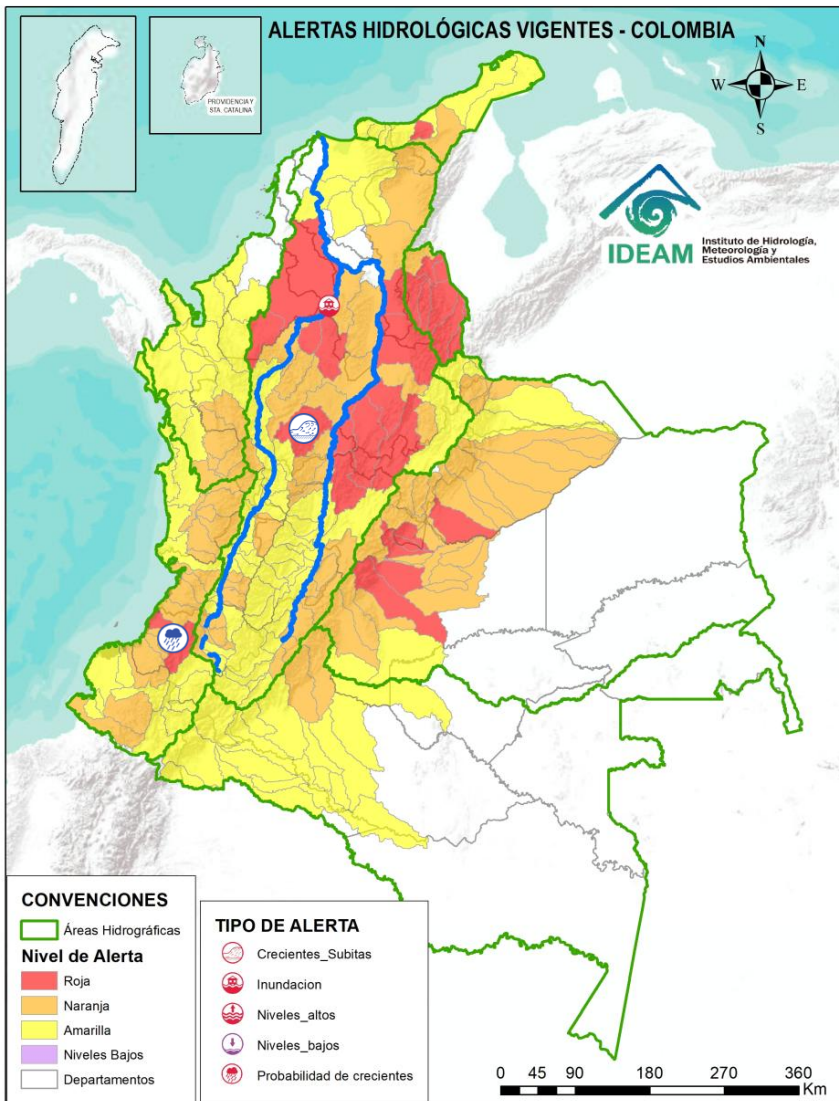 ALERTAS HIDROLÓGICAS VIGENTES - COLOMBIA
PROVIDENCIA Y
STA. CATALINA
N
W E
S
IDEAM
Instituto de Hidrología,
Meteorología y
Estudios Ambientales
CONVENCIONES
Áreas Hidrográficas
Nivel de Alerta
Roja
Naranja
Amarilla
Niveles Bajos
Departamentos
TIPO DE ALERTA
Crecientes_Subitas
Inundacion
Niveles_altos
Niveles_bajos
Probabilidad de crecientes
0 45 90 180 270 360
Km